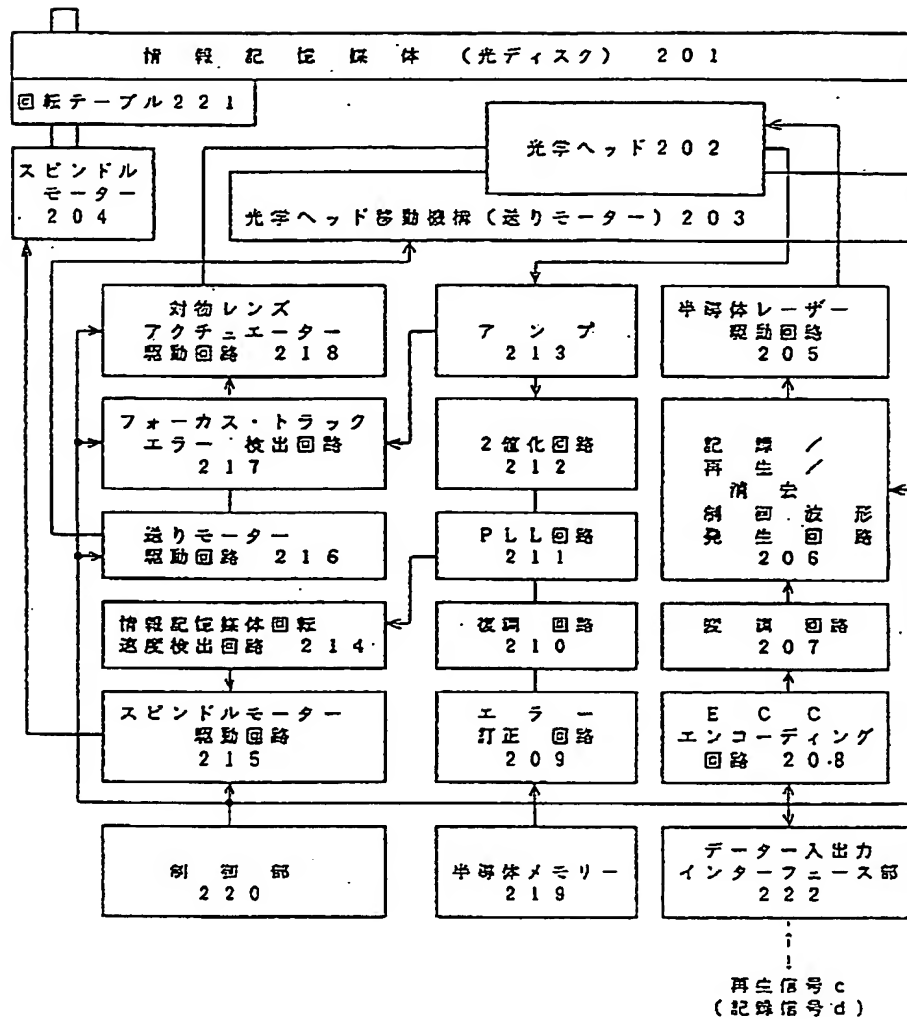 情報記憶媒体(光ディスク) 201
回転テーブル221
光学ヘッド202
スピンドル
モーター
204
光学ヘッド移動機構(送りモーター)203
対物レンズ
アクチュエーター
駆動回路 218
アンプ
213
半導体レーザー
駆動回路
205
フォーカス・トラック
エラー 検出回路
217
2値化回路
212
記録/
再生/
消去
制御波形
発生回路
206
送りモーター
駆動回路 216
PLL回路
211
情報記憶媒体回転
速度検出回路 214
復調 回路
210
変調 回路
207
スピンドルモーター
駆動回路
215
エラー
訂正 回路
209
ECC
エンコーディング
回路 208
制御部
220
半導体メモリー
219
データー入出力
インターフェース部
222
再生信号c
(記録信号d)